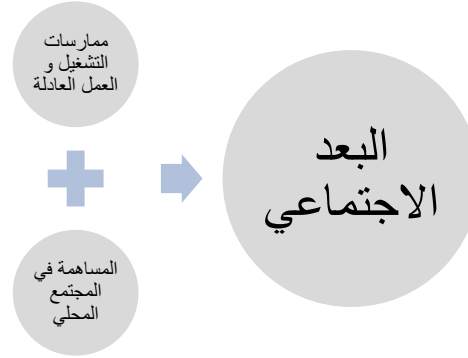 ممارسات
التشغيل و
العمل العادلة
المساهمة في
المجتمع
المحلي
البعد
الاجتماعي